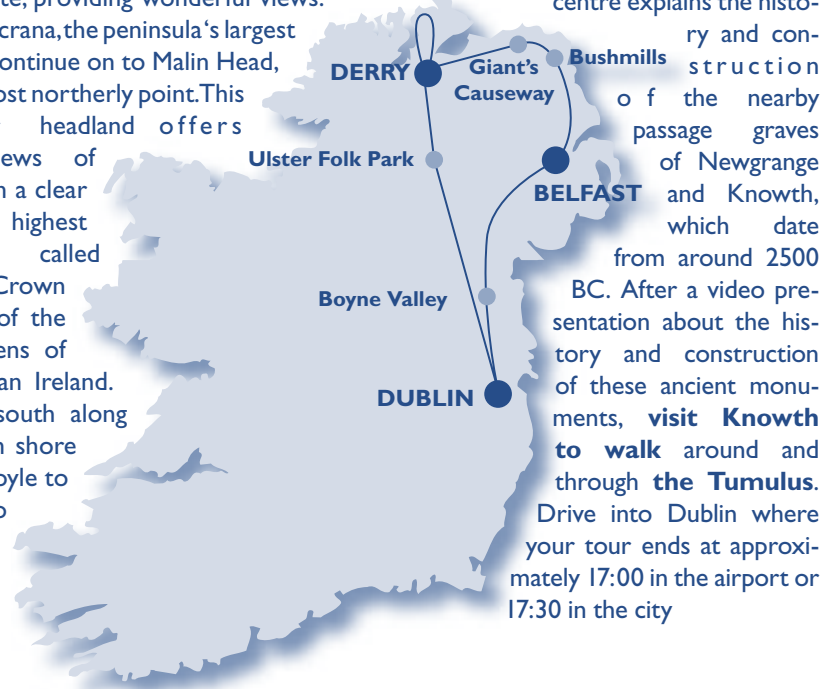 te, providing wonderful views.
crana,the peninsula's largest
ontinue on to Malin Head,
ost northerly point.This
headland offers
ews of
n a clear
highest
called
Crown
of the
ens of
an Ireland.
south along
n shore
oyle to
o
DERRY
Giant's
Causeway
Bushmills
Ulster Folk Park
BELFAST
Boyne Valley
DUBLIN
centre explains the histo-
ry and con-
struction
of the nearby
passage graves
of Newgrange
and Knowth,
which date
from around 2500
BC. After a video pre-
sentation about the his-
tory and construction
of these ancient monu-
ments, visit Knowth
to walk around and
through the Tumulus.
Drive into Dublin where
your tour ends at approxi-
mately 17:00 in the airport or
17:30 in the city